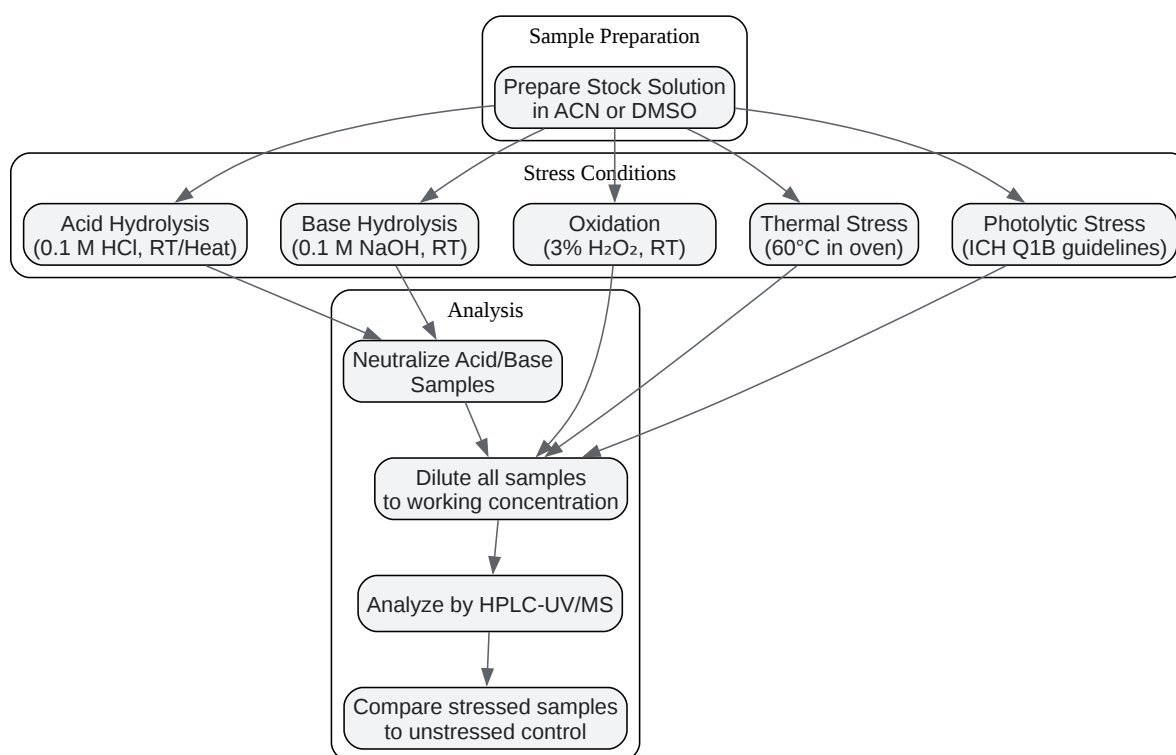 Sample Preparation
Prepare Stock Solution
in ACN or DMSO
Stress Conditions
Acid Hydrolysis
(0.1 M HCl, RT/Heat)
Base Hydrolysis
(0.1 M NaOH, RT)
Oxidation
(3% H₂O₂, RT)
Thermal Stress
(60°C in oven)
Photolytic Stress
(ICH Q1B guidelines)
Analysis
Neutralize Acid/Base
Samples
Dilute all samples
to working concentration
Analyze by HPLC-UV/MS
Compare stressed samples
to unstressed control